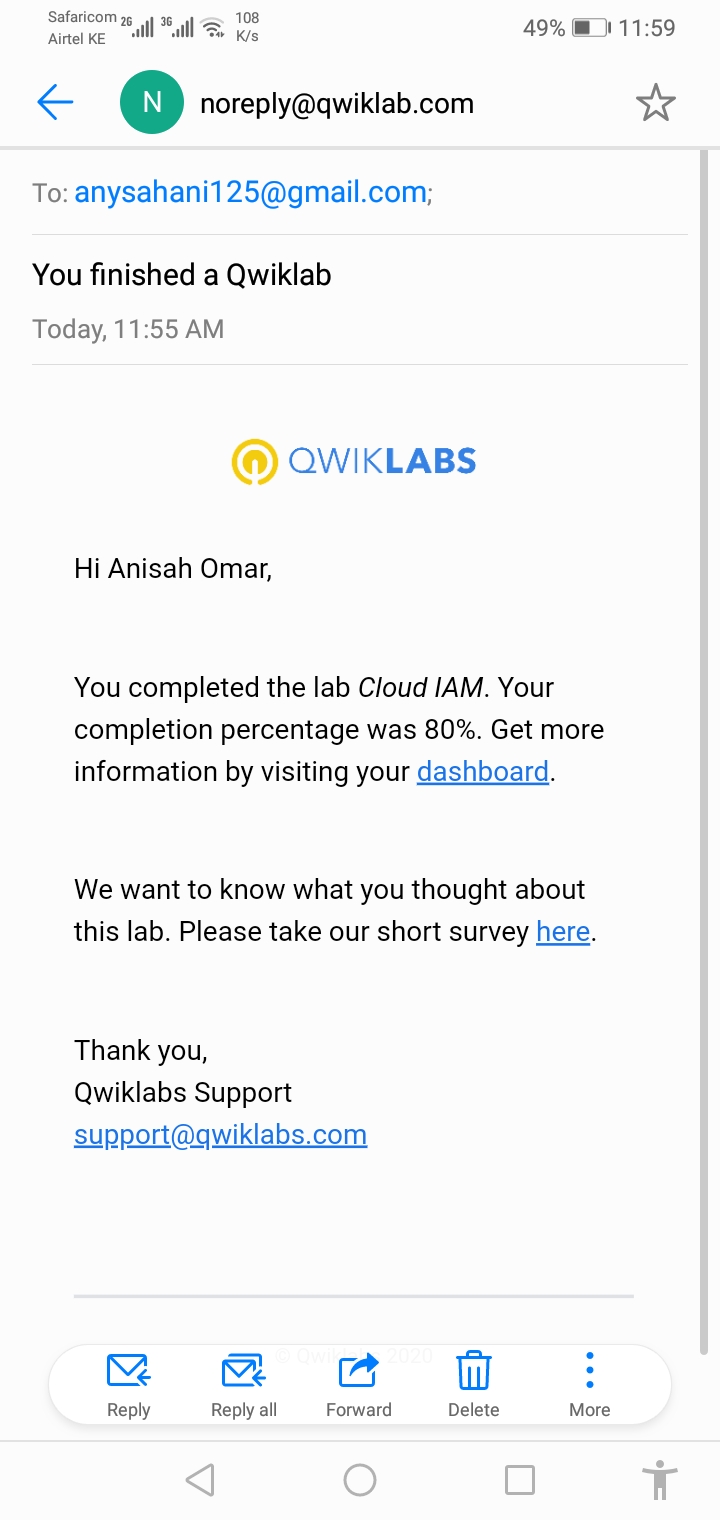 Safaricom 2G 3G 108
Airtel KE K/s 49% 11:59
N noreply@qwiklab.com
To: anysahani125@gmail.com;
You finished a Qwiklab
Today, 11:55 AM
QWIKLABS
Hi Anisah Omar,
You completed the lab Cloud IAM. Your
completion percentage was 80%. Get more
information by visiting your dashboard.
We want to know what you thought about
this lab. Please take our short survey here.
Thank you,
Qwiklabs Support
support@qwiklabs.com
© 2020
Reply Reply all Forward Delete More